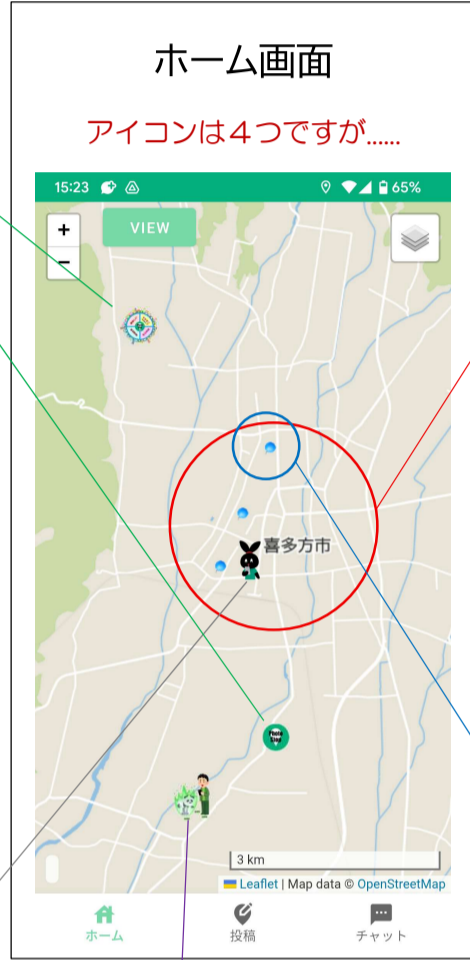 ホーム画面
アイコンは４つですが......
15:23
65%
+
VIEW
−
喜多方市
Photo
Stop
3 km
Leaflet | Map data © OpenStreetMap
ホーム
投稿
チャット